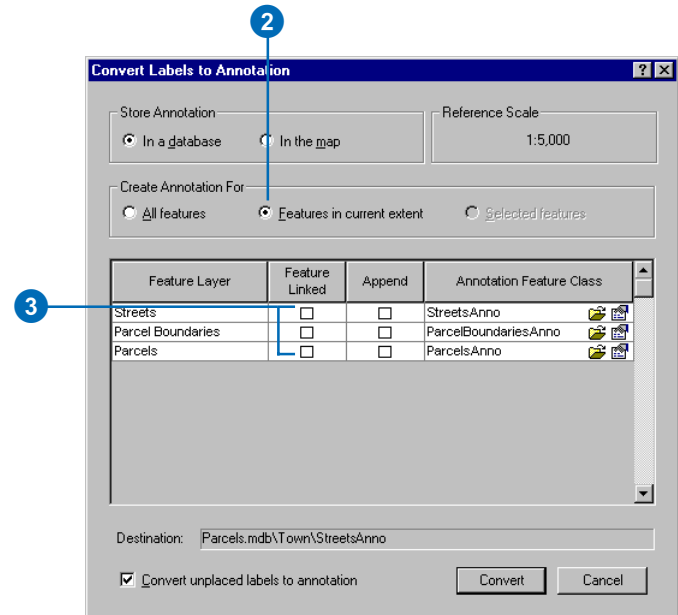 2
Convert Labels to Annotation
Store Annotation
Reference Scale
In a database
In the map
1:5,000
Create Annotation For
All features
Features in current extent
Selected features
Feature Layer
Feature Linked
Append
Annotation Feature Class
3
Streets
StreetsAnno
Parcel Boundaries
ParcelBoundariesAnno
Parcels
ParcelsAnno
Destination: Parcels.mdb\Town\StreetsAnno
Convert unplaced labels to annotation
Convert
Cancel